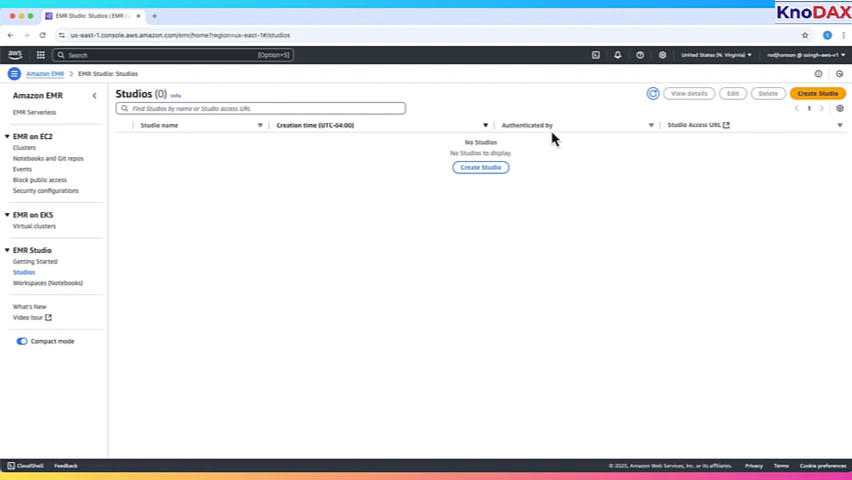 KnoDAX
EMR Studio: Studios | EMR |
us-east-1.console.aws.amazon.com/emr/home?region=us-east-1#/studios
aws
Search
[Option+S]
United States (N. Virginia)
Amazon EMR > EMR Studio: Studios
Amazon EMR
EMR Serverless
EMR on EC2
Clusters
Notebooks and Git repos
Events
Block public access
Security configurations
EMR on EKS
Virtual clusters
EMR Studio
Getting Started
Studios
Workspaces (Notebooks)
What's New
Video tour
Compact mode
Studios (0) Info
View details
Edit
Delete
Create Studio
Find Studios by name or Studio access URL
1
Studio name
Creation time (UTC-04:00)
Authenticated by
Studio Access URL
No Studios
No Studios to display.
Create Studio
CloudShell
Feedback
© 2025, Amazon Web Services, Inc. or its affiliates.
Privacy
Terms
Cookie preferences